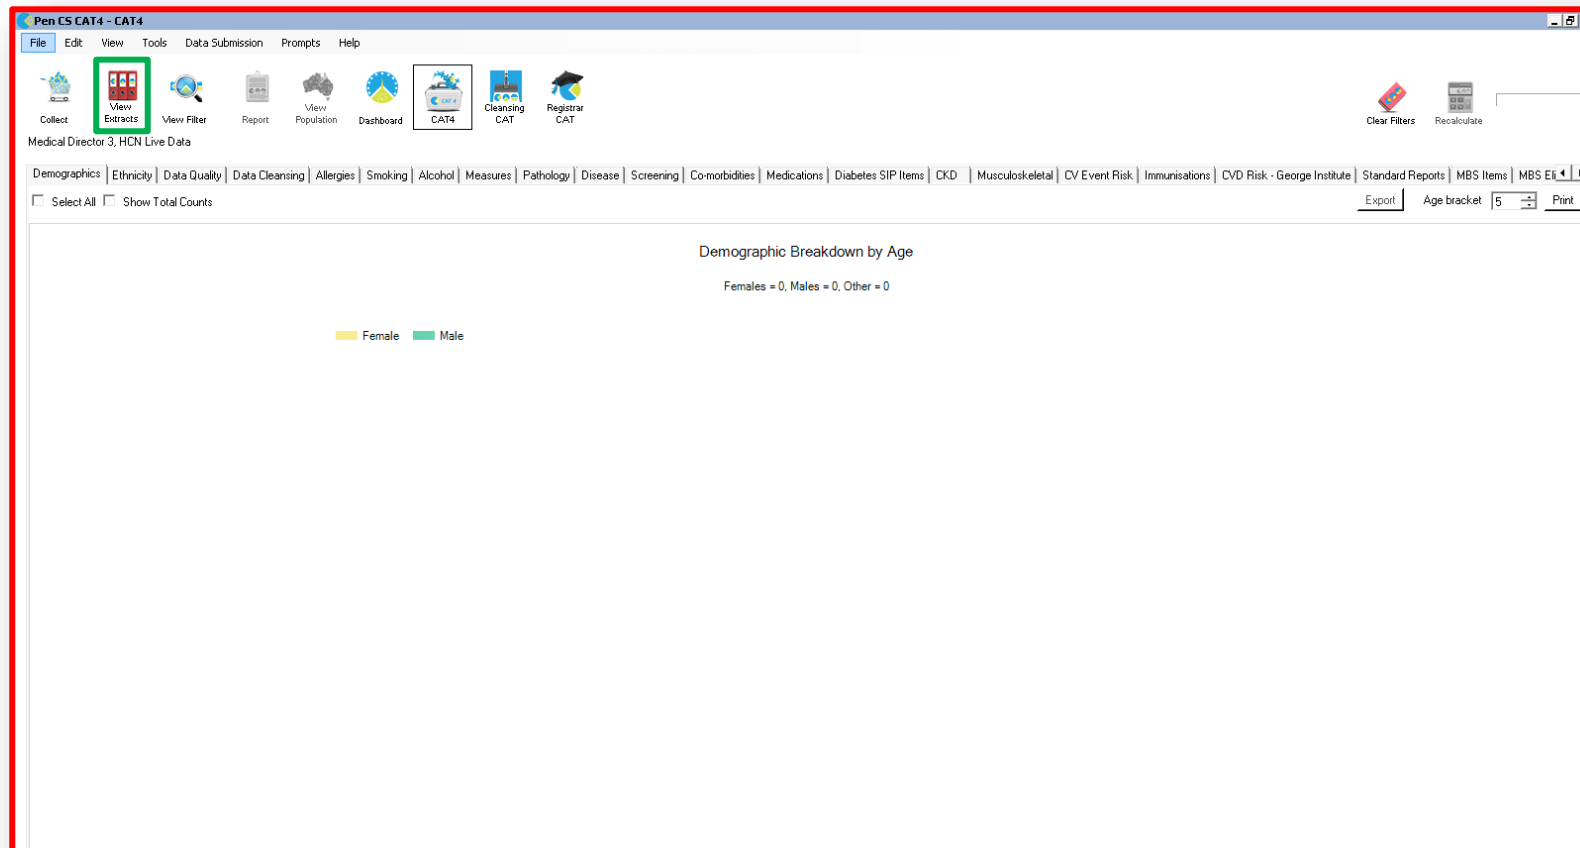 Pen CS CAT4 - CAT4
File Edit View Tools Data Submission Prompts Help
Collect View Extracts View Filter Report View Population Dashboard CAT 4 CAT4 Cleansing CAT Registrar CAT Clear Filters Recalculate
Medical Director 3, HCN Live Data
Demographics Ethnicity Data Quality Data Cleansing Allergies Smoking Alcohol Measures Pathology Disease Screening Co-morbidities Medications Diabetes SIP Items CKD Musculoskeletal CV Event Risk Immunisations CVD Risk - George Institute Standard Reports MBS Items MBS Eli
Select All Show Total Counts Export Age bracket 5 Print
Demographic Breakdown by Age
Females = 0, Males = 0, Other = 0
Female Male